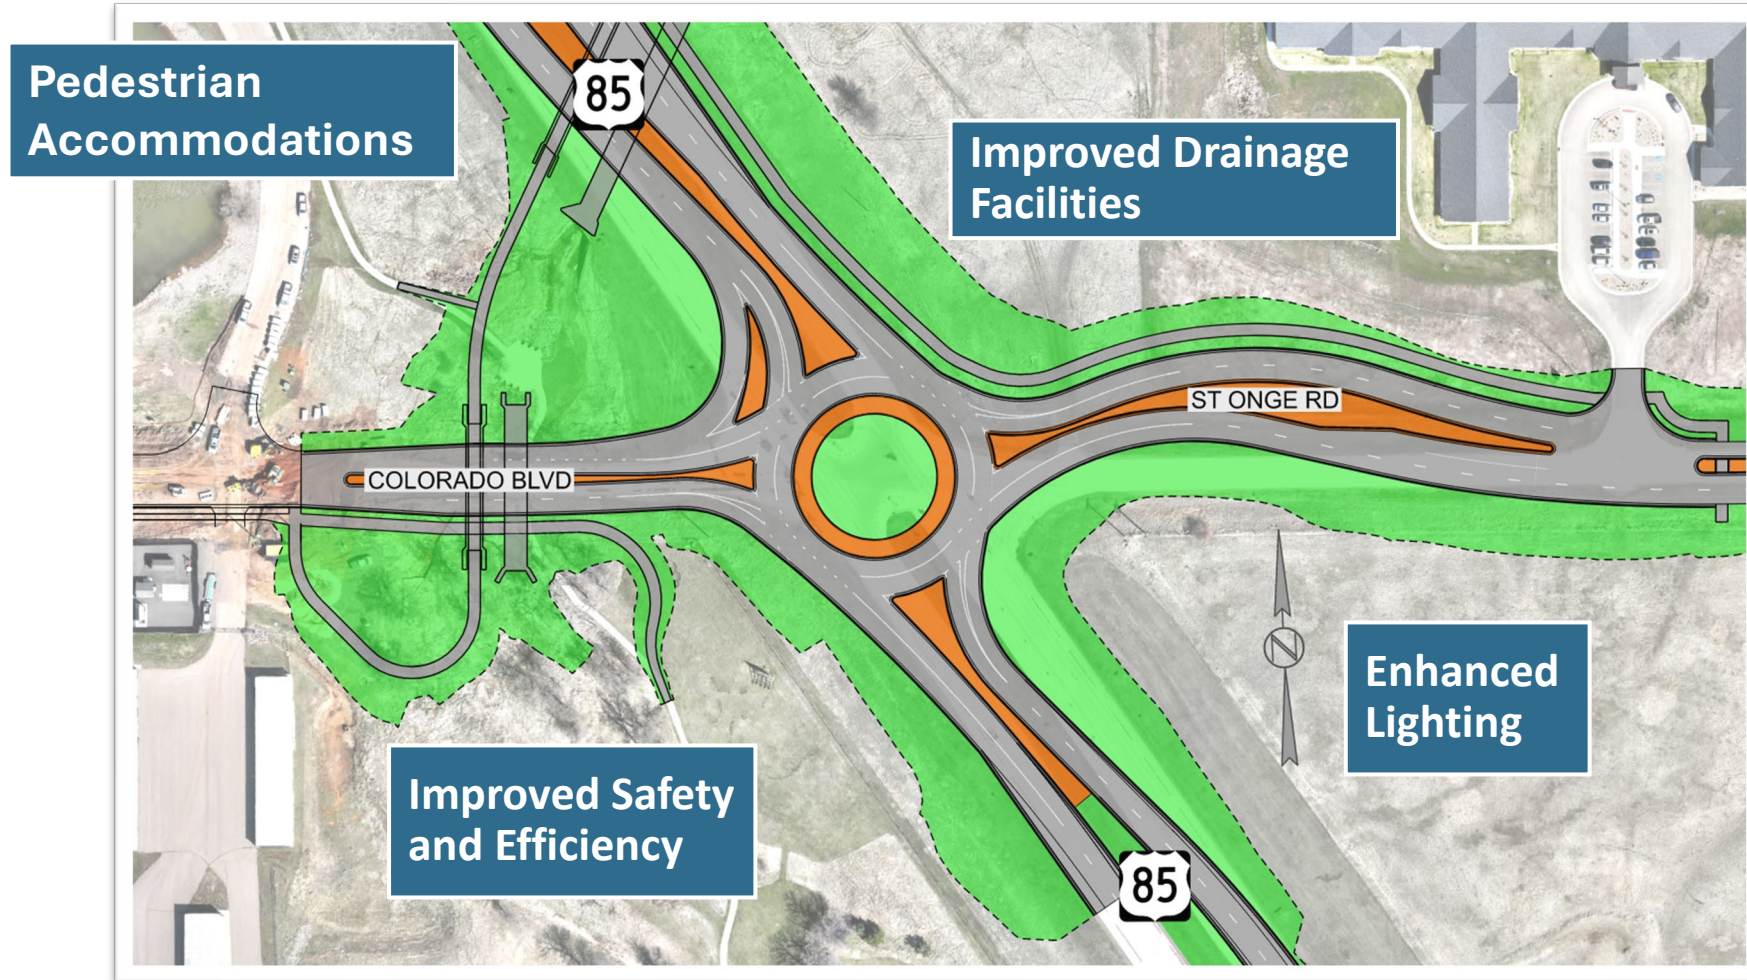 Pedestrian
Accommodations
85
Improved Drainage
Facilities
ST ONGE RD
COLORADO BLVD
N
Enhanced
Lighting
Improved Safety
and Efficiency
85